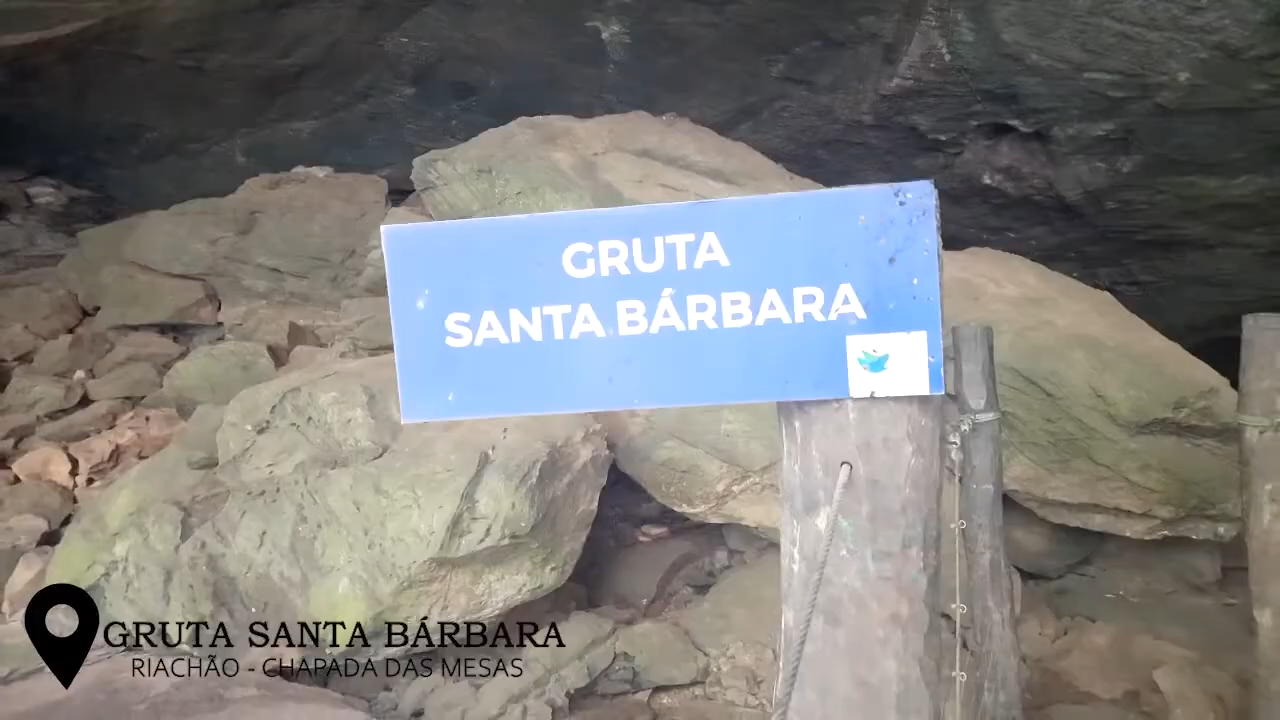 GRUTA
SANTA BÁRBARA
GRUTA SANTA BÁRBARA
RIACHÃO - CHAPADA DAS MESAS